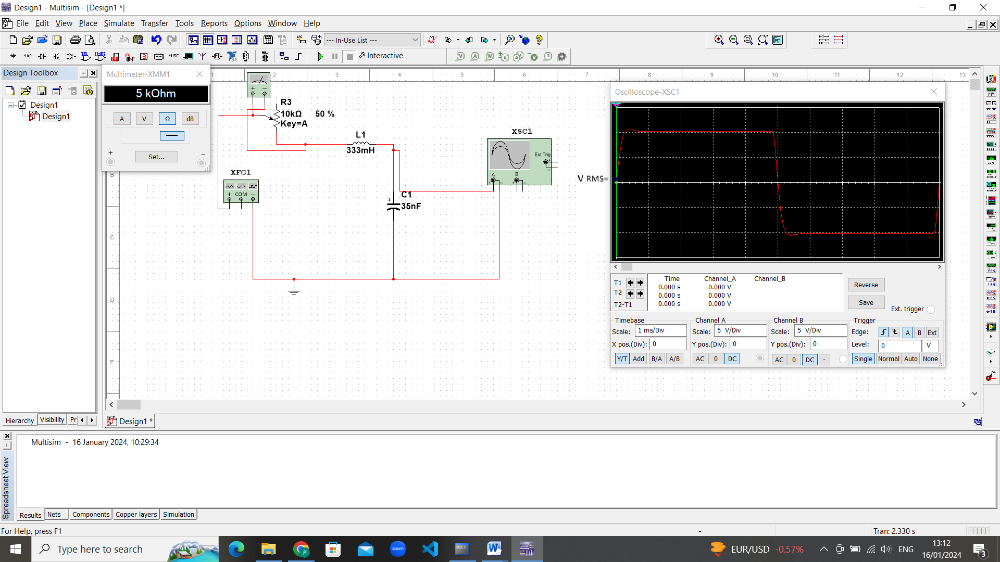 Design1 - Multisim - [Design1 *]
File Edit View Place Simulate Transfer Tools Reports Options Window Help
--- In-Use List ---
MISC
Interactive
Design Toolbox
Design1
Design1
Multimeter-XMM1
5 kOhm
A V Ω dB
+ −
Set...
1 2 3 4 5 6 7 8 9 10 11 12 13
B
C
D
E
R3
10kΩ 50 %
Key=A
L1
333mH
XFG1
COM
C1
35nF
XSC1
Ext Trig
A B
V RMS=
Oscilloscope-XSC1
Time Channel_A Channel_B
T1 0.000 s 0.000 V
T2 0.000 s 0.000 V
T2-T1 0.000 s 0.000 V
Reverse
Save
Ext. trigger
Timebase Channel A Channel B Trigger
Scale: 1 ms/Div Scale: 5 V/Div Scale: 5 V/Div Edge: A B Ext
X pos.(Div): 0 Y pos.(Div): 0 Y pos.(Div): 0 Level: 0 V
Y/T Add B/A A/B AC 0 DC AC 0 DC - Single Normal Auto None
Hierarchy Visibility Pr
Design1 *
Multisim - 16 January 2024, 10:29:34
Spreadsheet View
Results Nets Components Copper layers Simulation
For Help, press F1 - Tran: 2.330 s
Type here to search
zoom
SQL>
EUR/USD -0.57%
ENG
13:12
16/01/2024
3